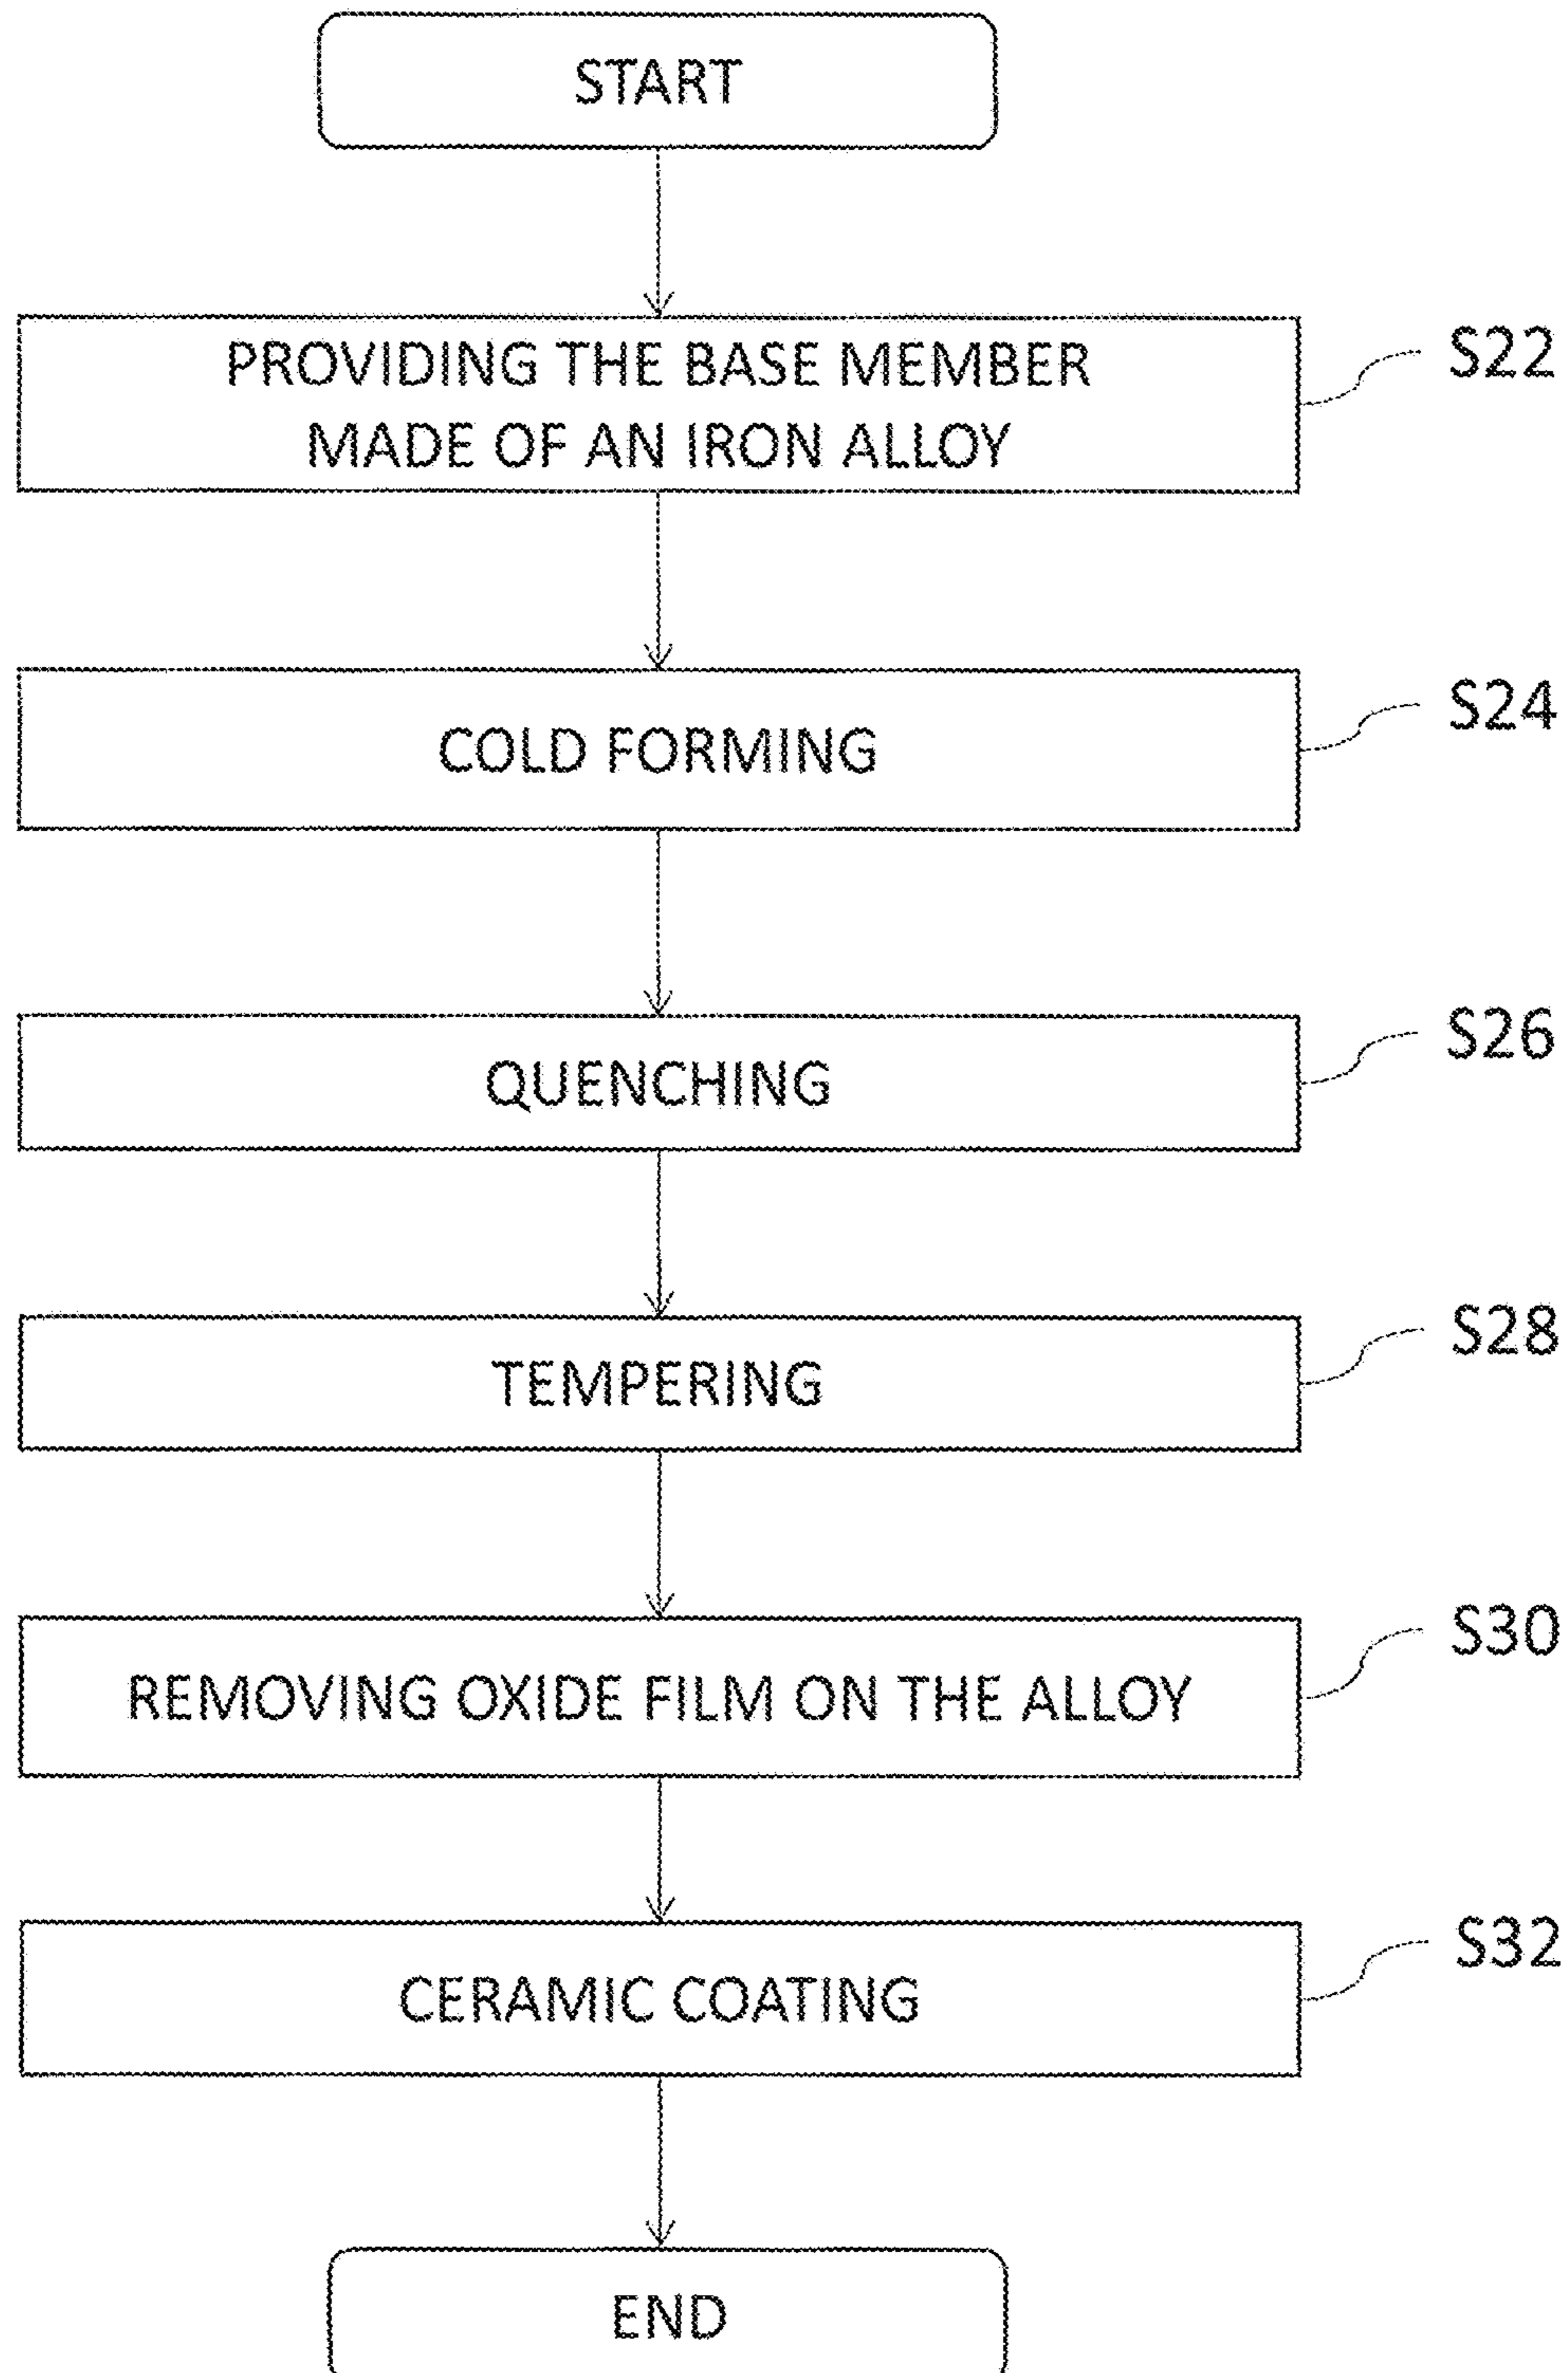 START
PROVIDING THE BASE MEMBER
MADE OF AN IRON ALLOY
S22
COLD FORMING
S24
QUENCHING
S26
TEMPERING
S28
REMOVING OXIDE FILM ON THE ALLOY
S30
CERAMIC COATING
S32
END